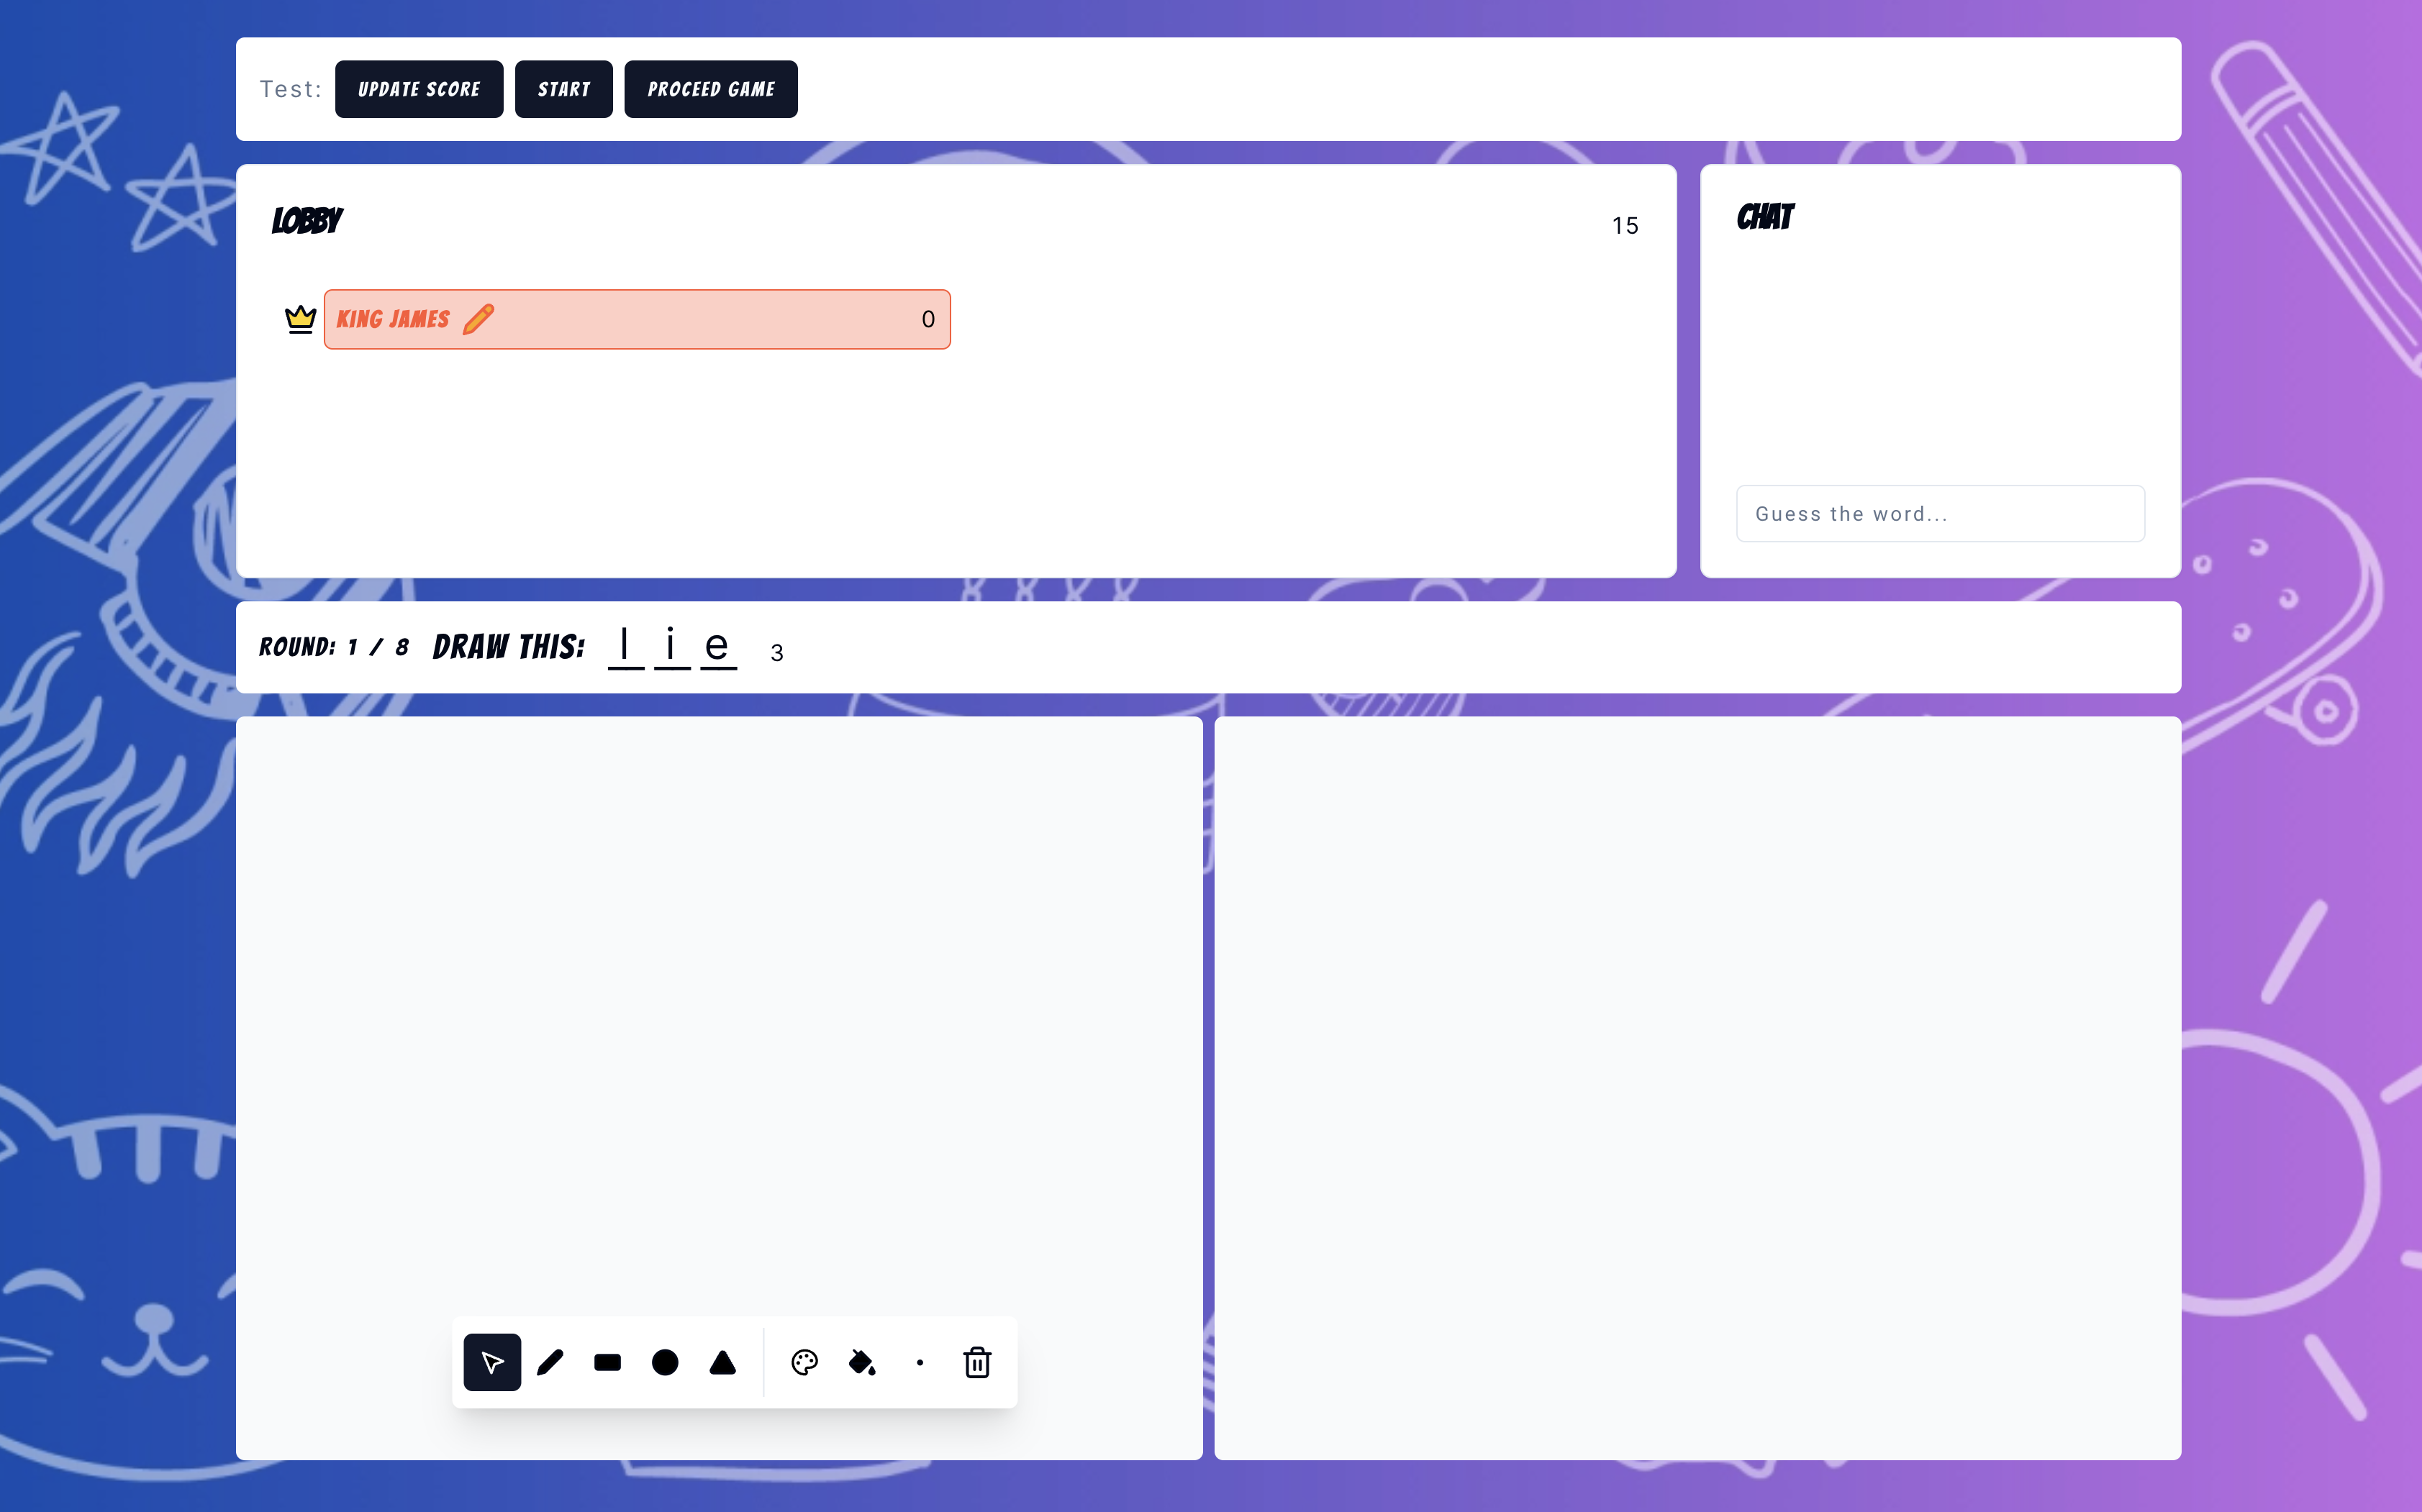 Test: UPDATE SCORE START PROCEED GAME
LOBBY 15
CHAT
KING JAMES 0
Guess the word...
ROUND: 1 / 8 DRAW THIS: l i e 3